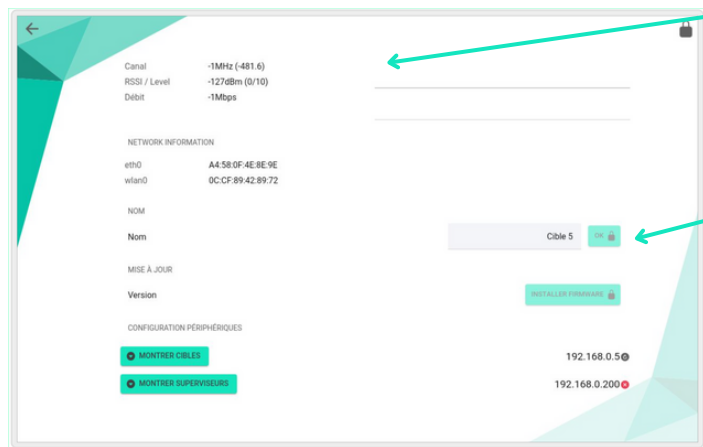 Canal -1MHz (-481.6)
RSSI / Level -127dBm (0/10)
Débit -1Mbps
NETWORK INFORMATION
eth0 A4:58:0F:4E:8E:9E
wlan0 0C:CF:89:42:89:72
NOM
Nom Cible 5 OK
MISE À JOUR
Version INSTALLER FIRMWARE
CONFIGURATION PÉRIPHÉRIQUES
MONTRER CIBLES 192.168.0.5
MONTRER SUPERVISEURS 192.168.0.200